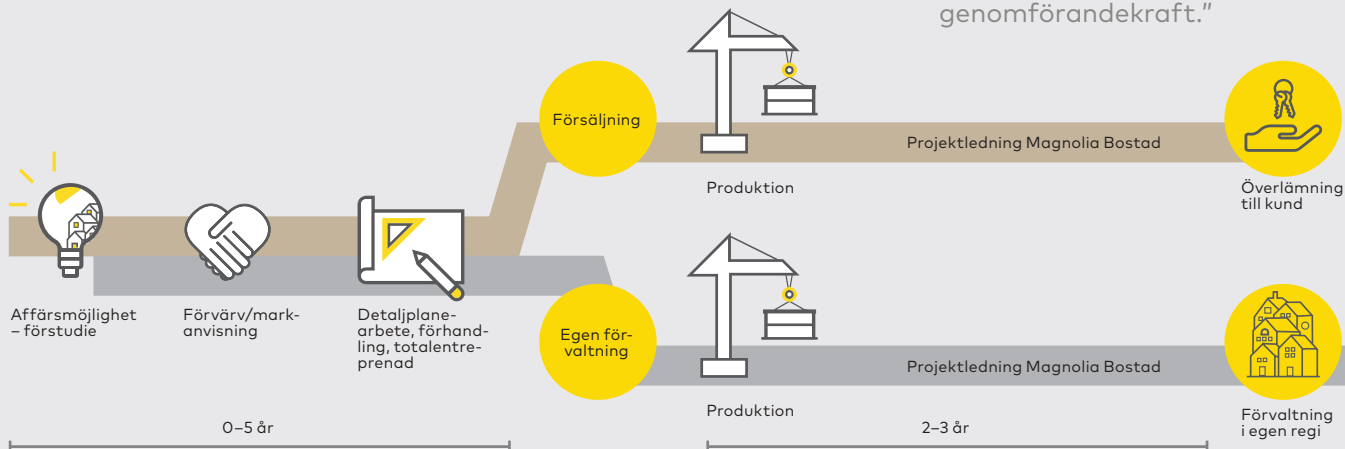 genomförandekraft.”
Försäljning
Projektledning Magnolia Bostad
Produktion
Överlämning
till kund
Affärsmöjlighet
– förstudie
Förvärv/mark-
anvisning
Detaljplane-
arbete, förhand-
ling, totalentre-
prenad
Egen för-
valtning
Projektledning Magnolia Bostad
Produktion
Förvaltning
i egen regi
0–5 år
2–3 år